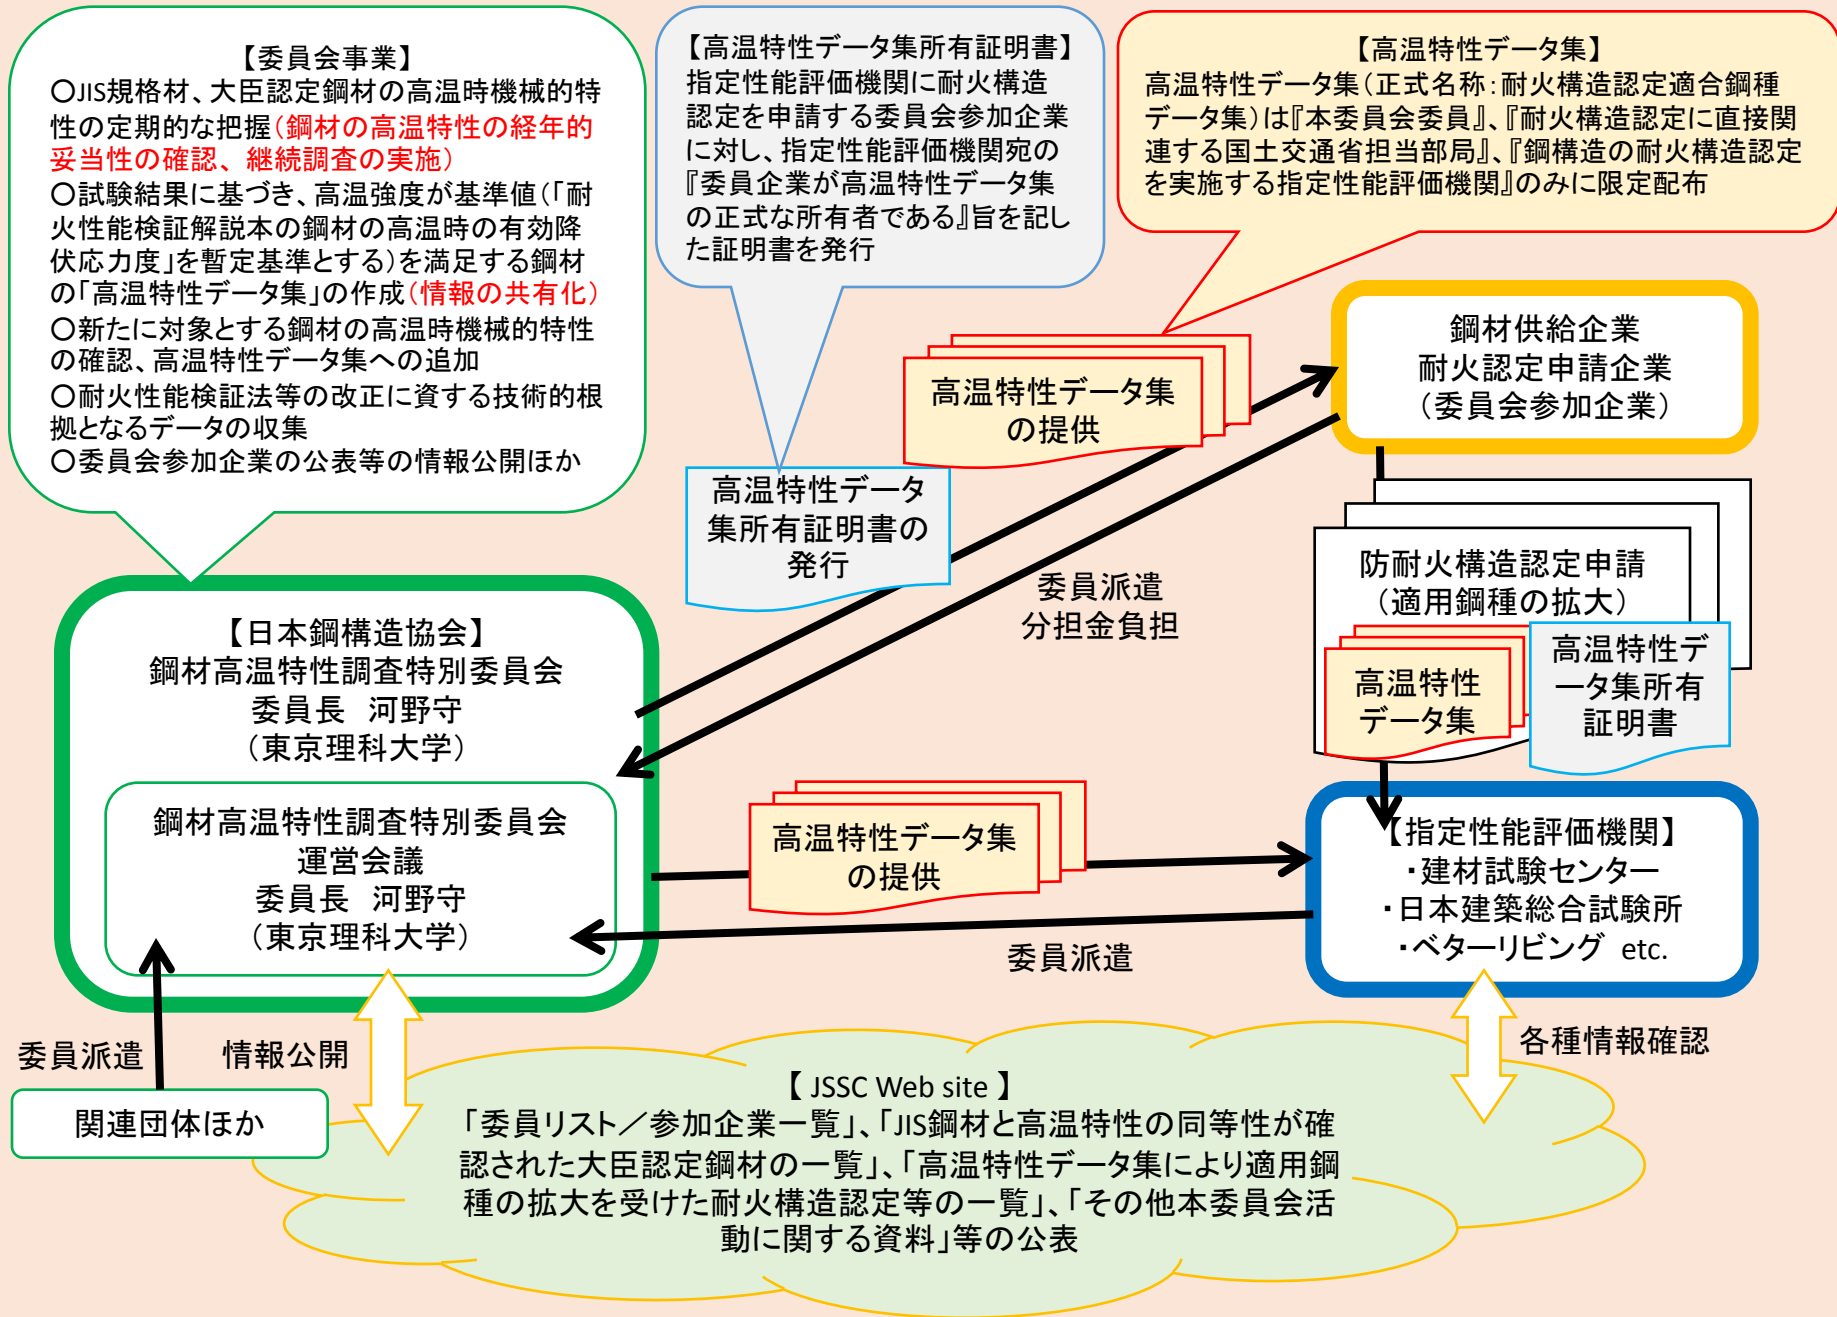 【委員会事業】
〇JIS規格材、大臣認定鋼材の高温時機械的特
性の定期的な把握(鋼材の高温特性の経年的
妥当性の確認、継続調査の実施)
〇試験結果に基づき、高温強度が基準値(「耐
火性能検証解説本の鋼材の高温時の有効降
伏応力度」を暫定基準とする)を満足する鋼材
の「高温特性データ集」の作成(情報の共有化)
〇新たに対象とする鋼材の高温時機械的特性
の確認、高温特性データ集への追加
〇耐火性能検証法等の改正に資する技術的根
拠となるデータの収集
〇委員会参加企業の公表等の情報公開ほか
【高温特性データ集所有証明書】
指定性能評価機関に耐火構造
認定を申請する委員会参加企業
に対し、指定性能評価機関宛の
『委員企業が高温特性データ集
の正式な所有者である』旨を記し
た証明書を発行
【高温特性データ集】
高温特性データ集(正式名称:耐火構造認定適合鋼種
データ集)は『本委員会委員』、『耐火構造認定に直接関
連する国土交通省担当部局』、『鋼構造の耐火構造認定
を実施する指定性能評価機関』のみに限定配布
高温特性データ集
の提供
鋼材供給企業
耐火認定申請企業
(委員会参加企業)
高温特性データ
集所有証明書の
発行
委員派遣
分担金負担
防耐火構造認定申請
(適用鋼種の拡大)
高温特性
データ集
高温特性デ
ータ集所有
証明書
【日本鋼構造協会】
鋼材高温特性調査特別委員会
委員長 河野守
(東京理科大学)
鋼材高温特性調査特別委員会
運営会議
委員長 河野守
(東京理科大学)
高温特性データ集
の提供
委員派遣
【指定性能評価機関】
・建材試験センター
・日本建築総合試験所
・ベターリビング etc.
委員派遣
情報公開
各種情報確認
関連団体ほか
【 JSSC Web site 】
「委員リスト/参加企業一覧」、「JIS鋼材と高温特性の同等性が確
認された大臣認定鋼材の一覧」、「高温特性データ集により適用鋼
種の拡大を受けた耐火構造認定等の一覧」、「その他本委員会活
動に関する資料」等の公表